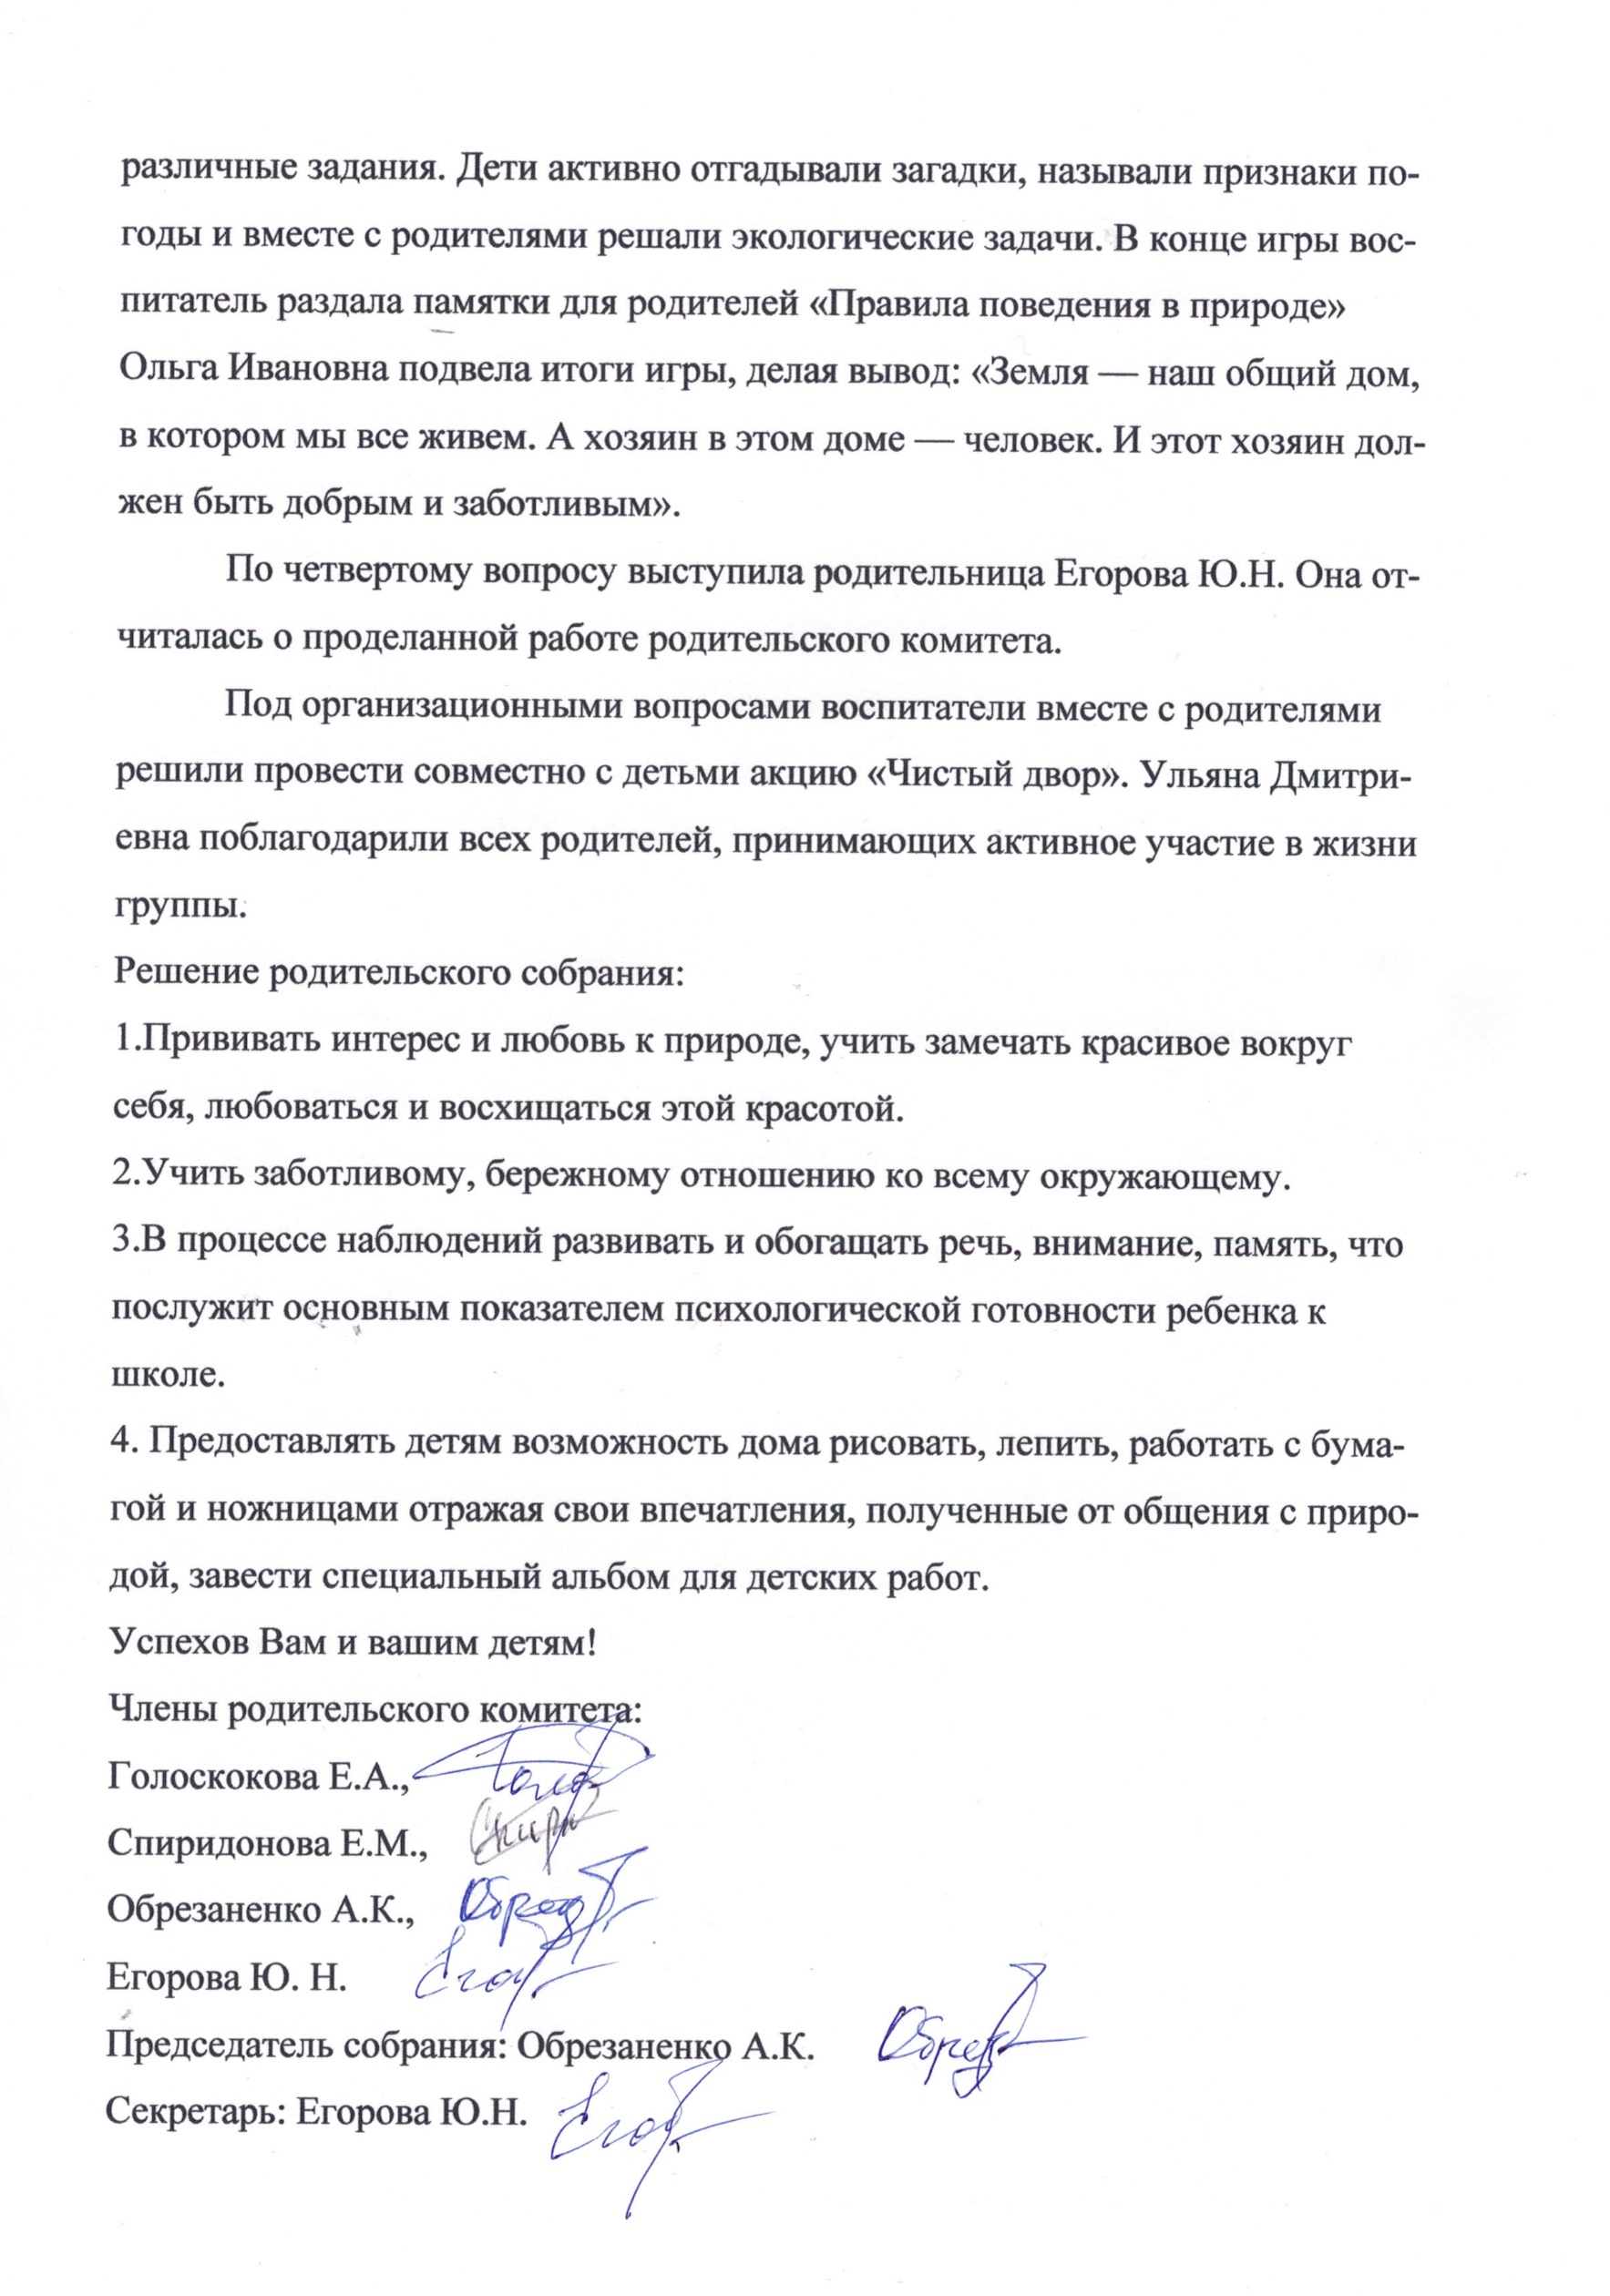 различные задания. Дети активно отгадывали загадки, называли признаки по-
годы и вместе с родителями решали экологические задачи. В конце игры вос-
питатель раздала памятки для родителей «Правила поведения в природе»
Ольга Ивановна подвела итоги игры, делая вывод: «Земля — наш общий дом,
в котором мы все живем. А хозяин в этом доме — человек. И этот хозяин дол-
жен быть добрым и заботливым».
По четвертому вопросу выступила родительница Егорова Ю.Н. Она от-
читалась о проделанной работе родительского комитета.
Под организационными вопросами воспитатели вместе с родителями
решили провести совместно с детьми акцию «Чистый двор». Ульяна Дмитри-
евна поблагодарили всех родителей, принимающих активное участие в жизни
группы.
Решение родительского собрания:
1.Прививать интерес и любовь к природе, учить замечать красивое вокруг
себя, любоваться и восхищаться этой красотой.
2.Учить заботливому, бережному отношению ко всему окружающему.
3.В процессе наблюдений развивать и обогащать речь, внимание, память, что
послужит основным показателем психологической готовности ребенка к
школе.
4. Предоставлять детям возможность дома рисовать, лепить, работать с бума-
гой и ножницами отражая свои впечатления, полученные от общения с приро-
дой, завести специальный альбом для детских работ.
Успехов Вам и вашим детям!
Члены родительского комитета:
Голоскокова Е.А.,
Спиридонова Е.М.,
Обрезаненко А.К.,
Егорова Ю. Н.
Председатель собрания: Обрезаненко А.К.
Секретарь: Егорова Ю.Н.